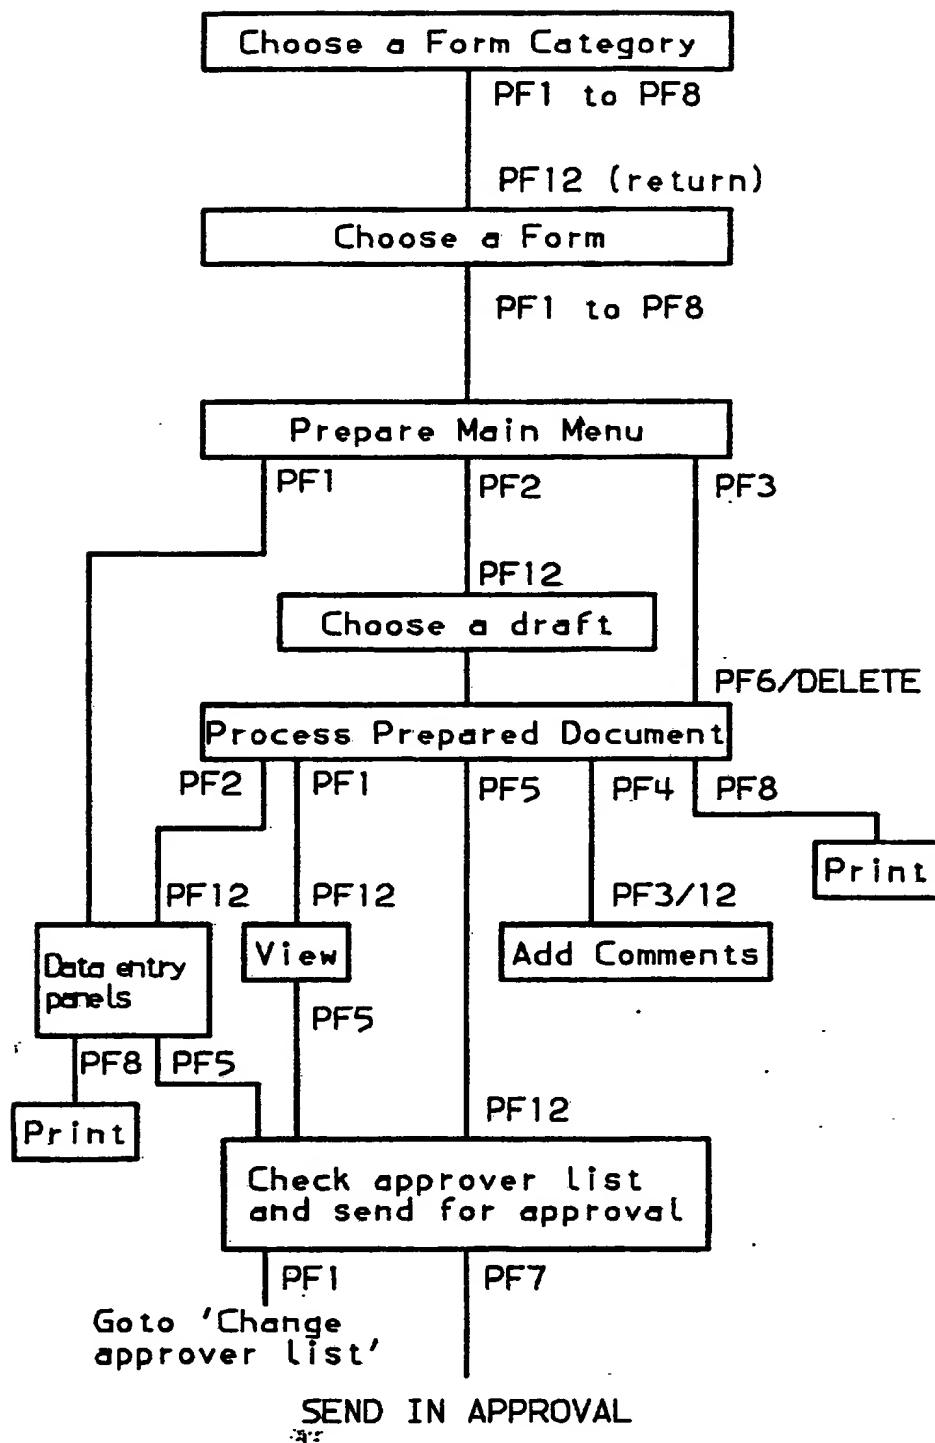 Choose a Form Category
PF1 to PF8
PF12 (return)
Choose a Form
PF1 to PF8
Prepare Main Menu
PF1
PF2
PF3
PF12
Choose a draft
PF6/DELETE
Process Prepared Document
PF2
PF1
PF5
PF4
PF8
Print
PF12
PF12
PF3/12
Data entry
panels
View
Add Comments
PF5
PF8
PF5
Print
PF12
Check approver list
and send for approval
PF1
PF7
Goto 'Change
approver list'
SEND IN APPROVAL